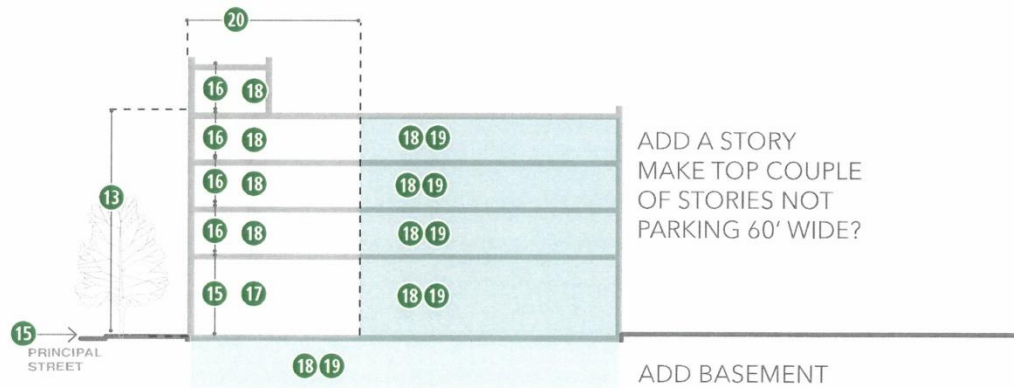 20
16 18
16 18 18 19
ADD A STORY
MAKE TOP COUPLE
OF STORIES NOT
PARKING 60' WIDE?
16 18 18 19
13
16 18 18 19
15 17 18 19
15
PRINCIPAL
STREET
18 19
ADD BASEMENT